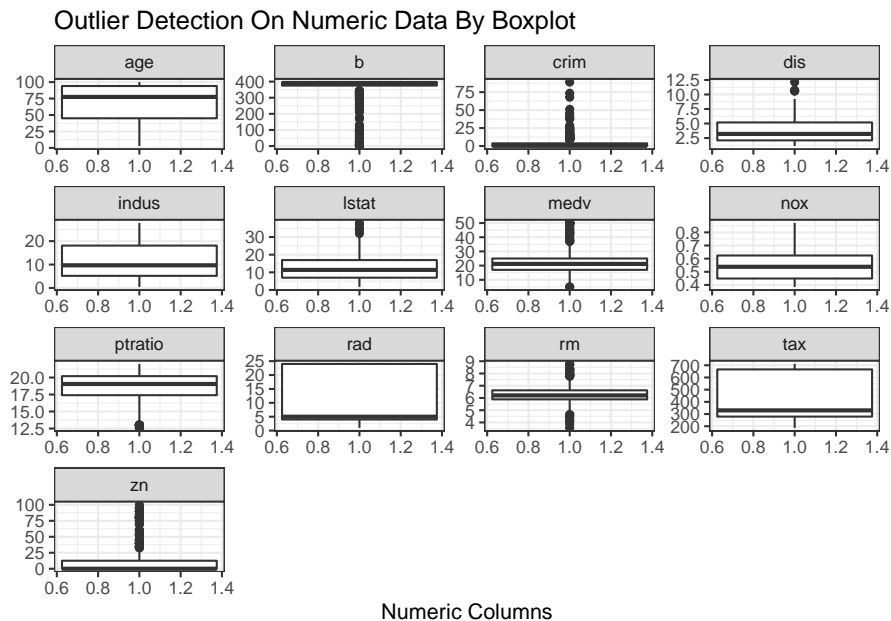 Outlier Detection On Numeric Data By Boxplot
age b crim dis
100 75 50 25 0
400 300 200 100 0
75 50 25 0
12.5 10.0 7.5 5.0 2.5
0.6 0.8 1.0 1.2 1.4 0.6 0.8 1.0 1.2 1.4 0.6 0.8 1.0 1.2 1.4 0.6 0.8 1.0 1.2 1.4
indus lstat medv nox
20 10 0
30 20 10 0
50 40 30 20 10 0
0.8 0.7 0.6 0.5 0.4
0.6 0.8 1.0 1.2 1.4 0.6 0.8 1.0 1.2 1.4 0.6 0.8 1.0 1.2 1.4 0.6 0.8 1.0 1.2 1.4
ptratio rad rm tax
20.0 17.5 15.0 12.5
25 20 15 10 5 0
9 8 7 6 5 4
700 600 500 400 300 200
0.6 0.8 1.0 1.2 1.4 0.6 0.8 1.0 1.2 1.4 0.6 0.8 1.0 1.2 1.4 0.6 0.8 1.0 1.2 1.4
zn
100 75 50 25 0
0.6 0.8 1.0 1.2 1.4
Numeric Columns